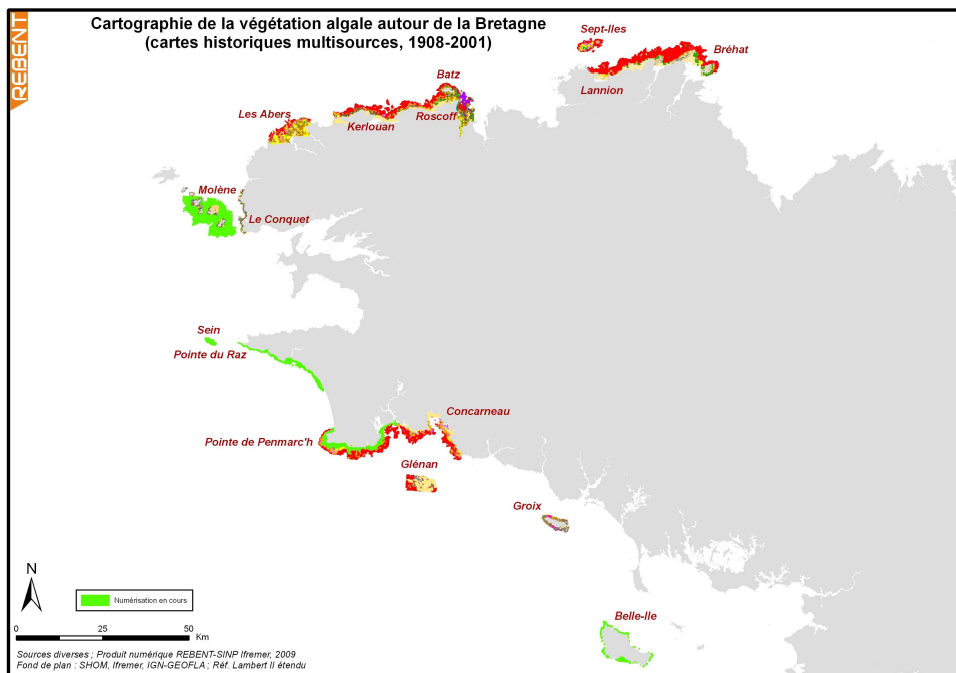 REBENT
Cartographie de la végétation algale autour de la Bretagne
(cartes historiques multisources, 1908-2001)
Sept-Iles
Bréhat
Lannion
Batz
Les Abers
Kerlouan
Roscoff
Molène
Le Conquet
Sein
Pointe du Raz
Concarneau
Pointe de Penmarc'h
Glénan
Groix
Belle-Ile
N
Numérisation en cours
0 25 50
Km
Sources diverses ; Produit numérique REBENT-SINP Ifremer, 2009
Fond de plan : SHOM, Ifremer, IGN-GEOFLA ; Réf. Lambert II étendu